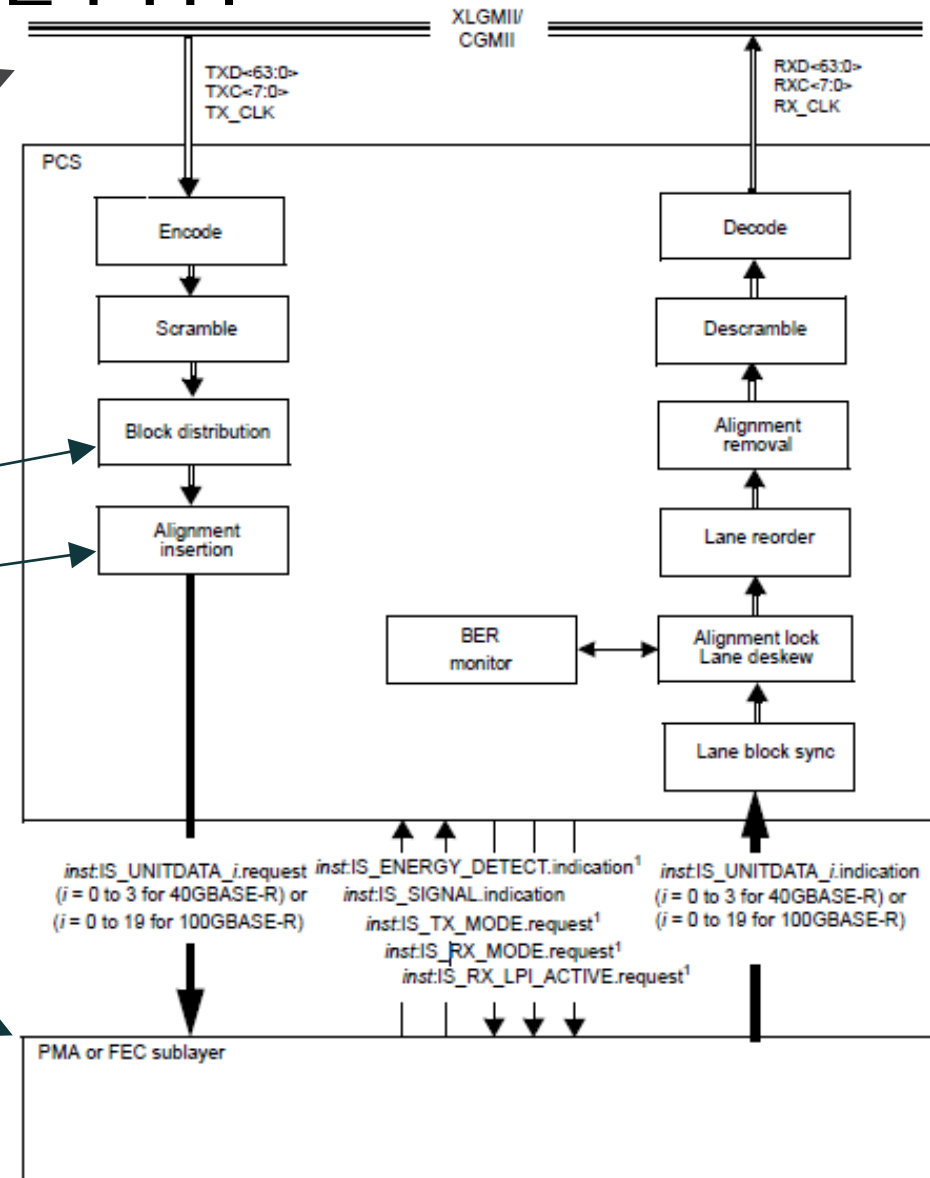 XLGMII/
CGMII
TXD<63:0>
TXC<7:0>
TX_CLK
RXD<63:0>
RXC<7:0>
RX_CLK
PCS
Encode
Scramble
Block distribution
Alignment
insertion
Decode
Descramble
Alignment
removal
Lane reorder
BER
monitor
Alignment lock
Lane deskew
Lane block sync
inst:IS_UNITDATA_i.request
(i = 0 to 3 for 40GBASE-R) or
(i = 0 to 19 for 100GBASE-R)
inst:IS_ENERGY_DETECT.indication¹
inst:IS_SIGNAL.indication
inst:IS_TX_MODE.request¹
inst:IS_RX_MODE.request¹
inst:IS_RX_LPI_ACTIVE.request¹
inst:IS_UNITDATA_i.indication
(i = 0 to 3 for 40GBASE-R) or
(i = 0 to 19 for 100GBASE-R)
PMA or FEC sublayer